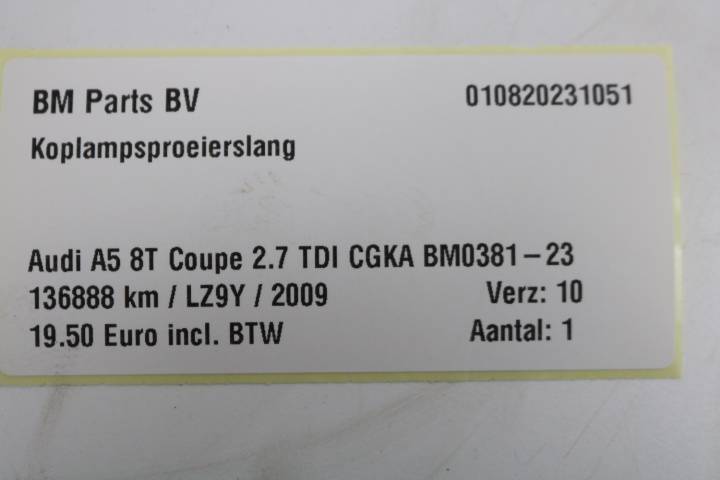 BM Parts BV 010820231051
Koplampsproeierslang
Audi A5 8T Coupe 2.7 TDI CGKA BM0381-23
136888 km / LZ9Y / 2009 Verz: 10
19.50 Euro incl. BTW Aantal: 1